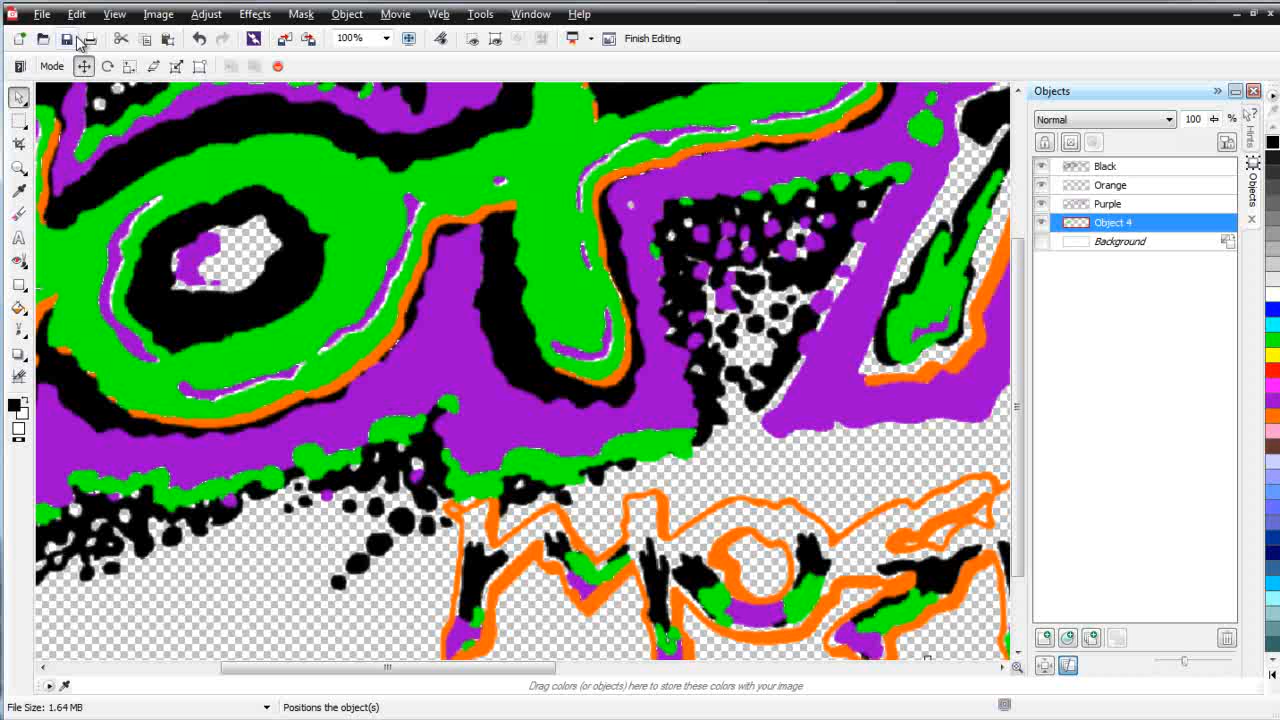 File Edit View Image Adjust Effects Mask Object Movie Web Tools Window Help
100% Finish Editing
Mode
Objects
Normal 100 %
Hints
Objects
Black
Orange
Purple
Object 4
Background
Drag colors (or objects) here to store these colors with your image
File Size: 1.64 MB Positions the object(s)